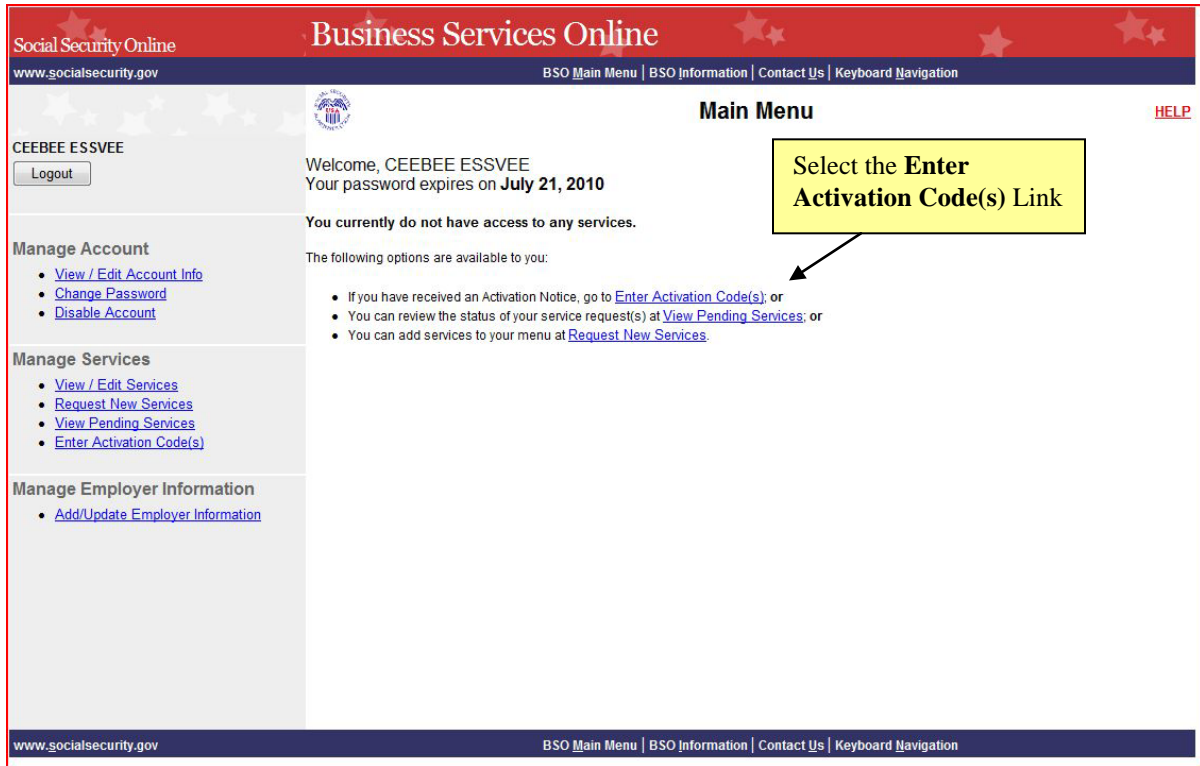 Social Security Online
Business Services Online
www.socialsecurity.gov
BSO Main Menu | BSO Information | Contact Us | Keyboard Navigation
CEEBEE ESSVEE
Logout
Manage Account
• View / Edit Account Info
• Change Password
• Disable Account
Manage Services
• View / Edit Services
• Request New Services
• View Pending Services
• Enter Activation Code(s)
Manage Employer Information
• Add/Update Employer Information
SOCIAL SECURITY
USA
ADMINISTRATION
Main Menu
HELP
Welcome, CEEBEE ESSVEE
Your password expires on July 21, 2010
You currently do not have access to any services.
The following options are available to you:
• If you have received an Activation Notice, go to Enter Activation Code(s); or
• You can review the status of your service request(s) at View Pending Services; or
• You can add services to your menu at Request New Services.
Select the Enter
Activation Code(s) Link
www.socialsecurity.gov
BSO Main Menu | BSO Information | Contact Us | Keyboard Navigation